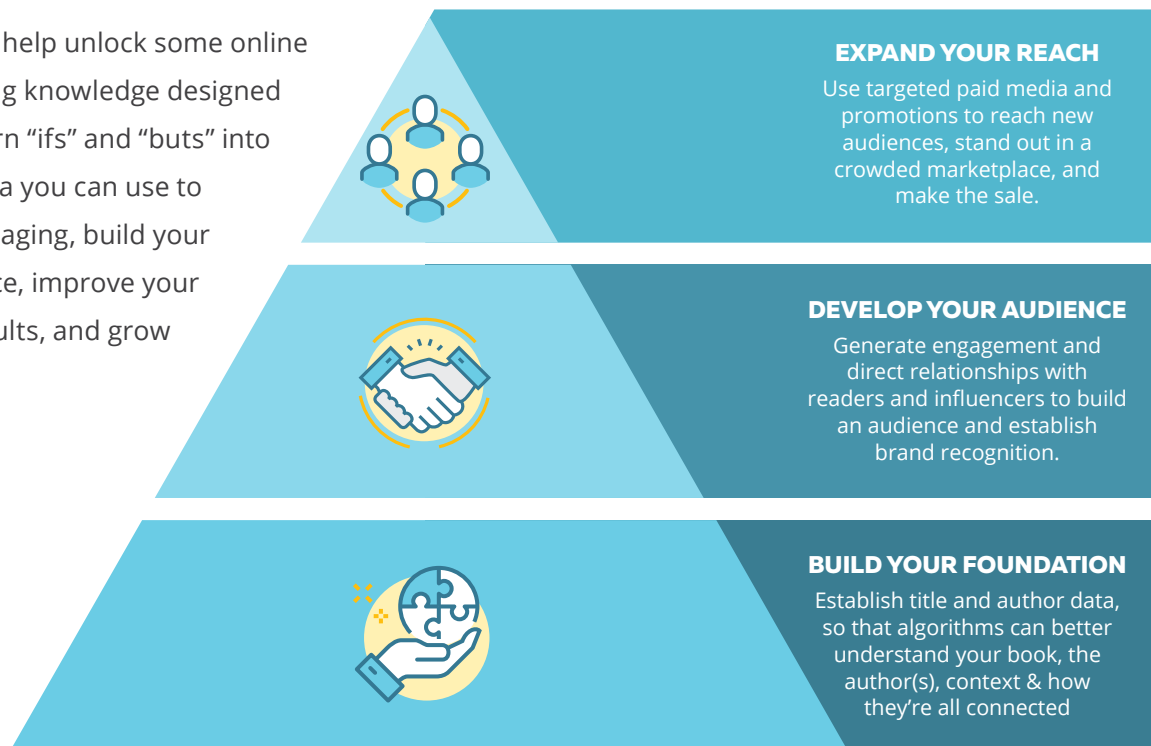 help unlock some online
g knowledge designed
rn “ifs” and “buts” into
a you can use to
aging, build your
e, improve your
ults, and grow
EXPAND YOUR REACH
Use targeted paid media and
promotions to reach new
audiences, stand out in a
crowded marketplace, and
make the sale.
DEVELOP YOUR AUDIENCE
Generate engagement and
direct relationships with
readers and influencers to build
an audience and establish
brand recognition.
BUILD YOUR FOUNDATION
Establish title and author data,
so that algorithms can better
understand your book, the
author(s), context & how
they’re all connected